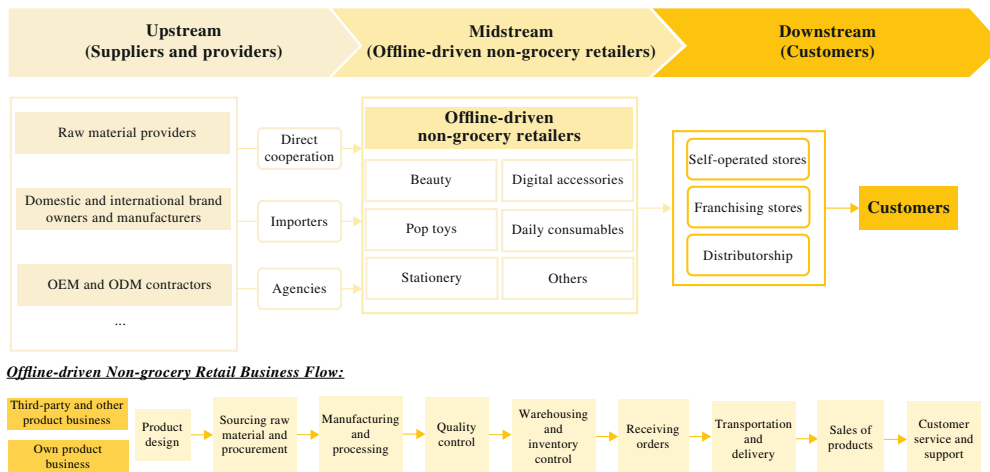 Upstream
(Suppliers and providers)
Midstream
(Offline-driven non-grocery retailers)
Downstream
(Customers)
Raw material providers
Domestic and international brand
owners and manufacturers
OEM and ODM contractors
...
Direct
cooperation
Importers
Agencies
Offline-driven
non-grocery retailers
Beauty
Digital accessories
Pop toys
Daily consumables
Stationery
Others
Self-operated stores
Franchising stores
Distributorship
Customers
Offline-driven Non-grocery Retail Business Flow:
Third-party and other
product business
Own product
business
Product
design
Sourcing raw
material and
procurement
Manufacturing
and
processing
Quality
control
Warehousing
and
inventory
control
Receiving
orders
Transportation
and
delivery
Sales of
products
Customer
service and
support